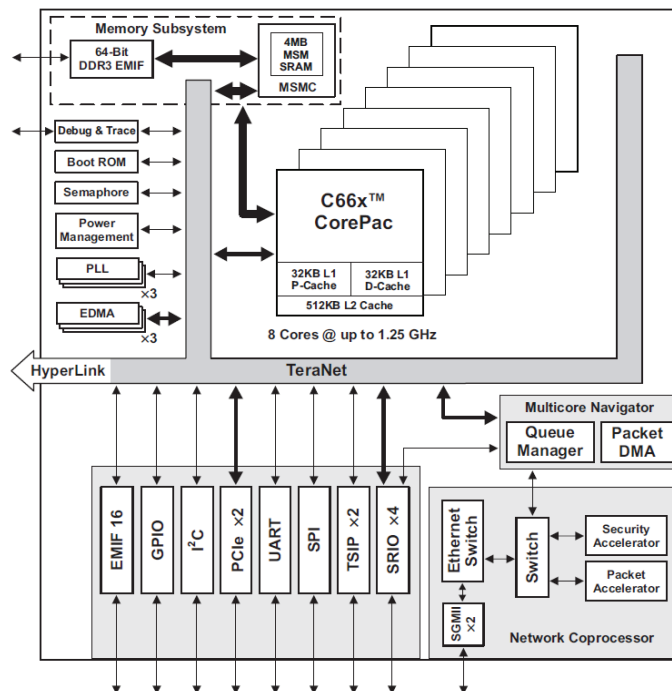 Memory Subsystem
64-Bit
DDR3 EMIF
4MB
MSM
SRAM
MSMC
Debug & Trace
Boot ROM
Semaphore
Power
Management
PLL
×3
EDMA
×3
C66x™
CorePac
32KB L1
P-Cache
32KB L1
D-Cache
512KB L2 Cache
8 Cores @ up to 1.25 GHz
HyperLink
TeraNet
Multicore Navigator
Queue
Manager
Packet
DMA
EMIF 16
GPIO
I²C
PCIe ×2
UART
SPI
TSIP ×2
SRIO ×4
Ethernet
Switch
SGMII
×2
Switch
Security
Accelerator
Packet
Accelerator
Network Coprocessor